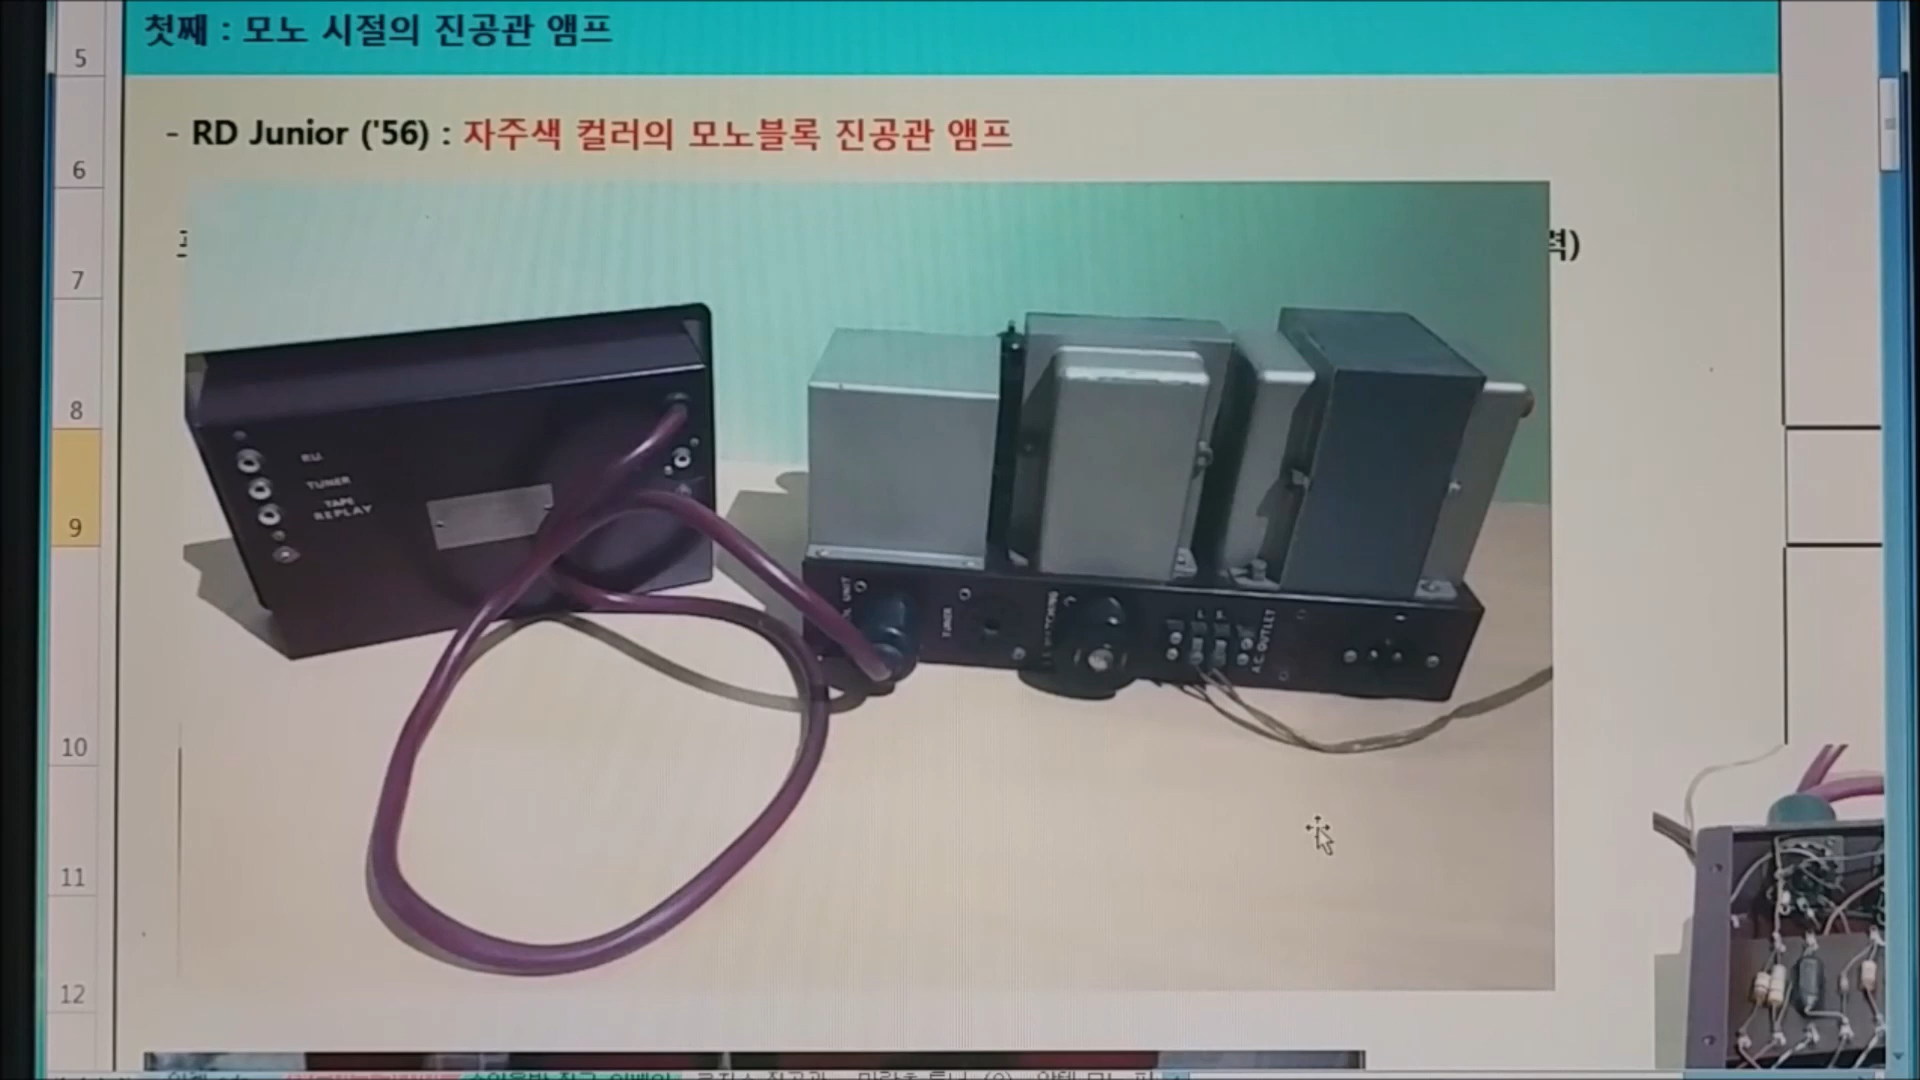 5
첫째 : 모노 시절의 진공관 앰프
6
- RD Junior ('56) : 자주색 컬러의 모노블록 진공관 앰프
7
력)
8
9
TUNER
TAPE
REPLAY
UNIT
TUNER
A.C. OUTLET
10
11
12